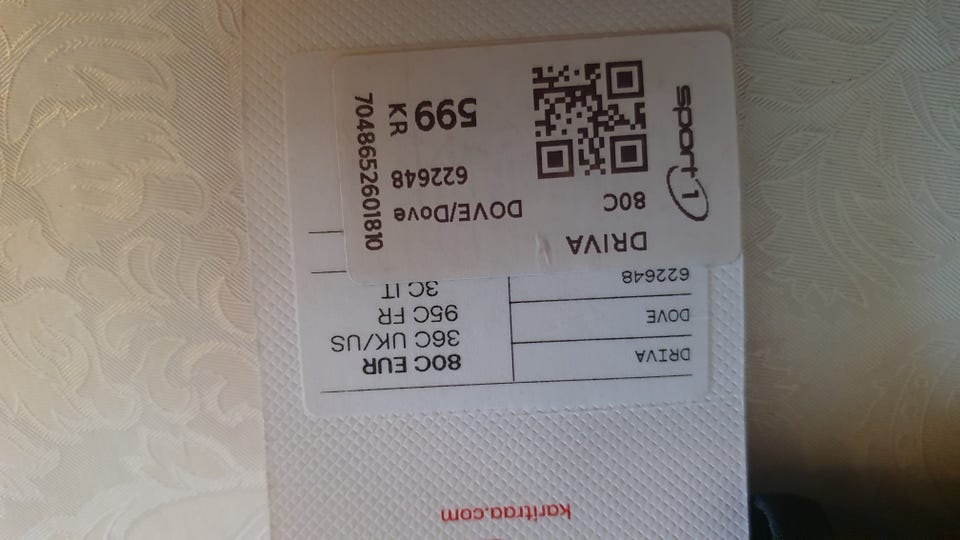 karitraa.com
DRIVA
80C EUR
36C UK/US
DOVE
95C FR
3C IT
622648
DRIVA
80C
DOVE/Dove
622648
599
KR
7048652601810
sport 1